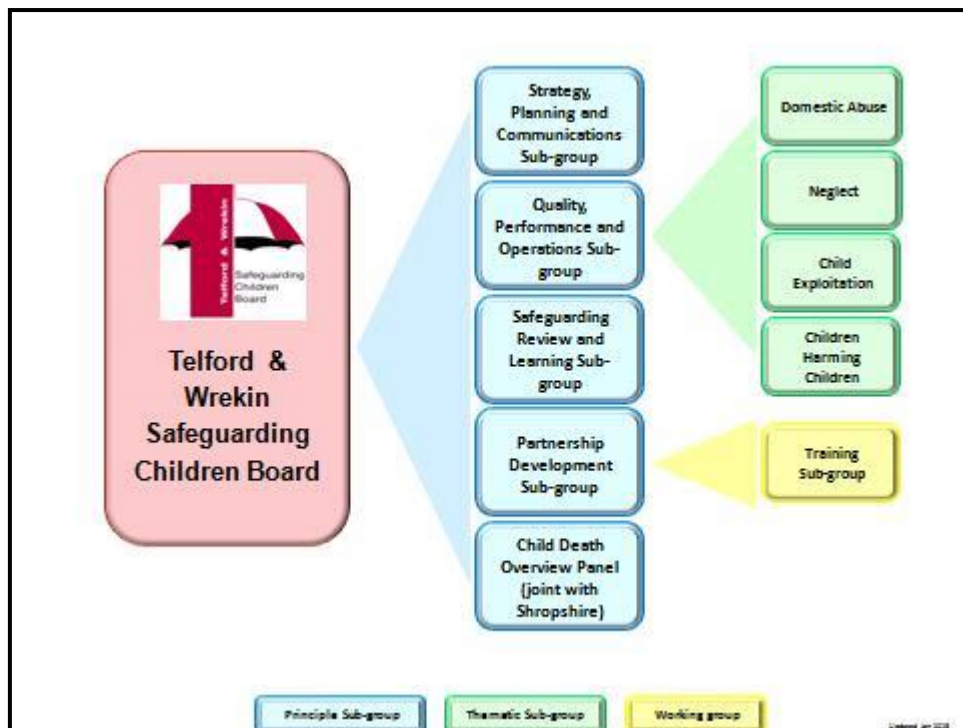 Telford & Wrekin
Safeguarding
Children
Board
Telford &
Wrekin
Safeguarding
Children Board
Strategy,
Planning and
Communications
Sub-group
Quality,
Performance and
Operations Sub-
group
Safeguarding
Review and
Learning Sub-
group
Partnership
Development
Sub-group
Child Death
Overview Panel
(joint with
Shropshire)
Domestic Abuse
Neglect
Child
Exploitation
Children
Harming
Children
Training
Sub-group
Principle Sub-group
Thematic Sub-group
Working group